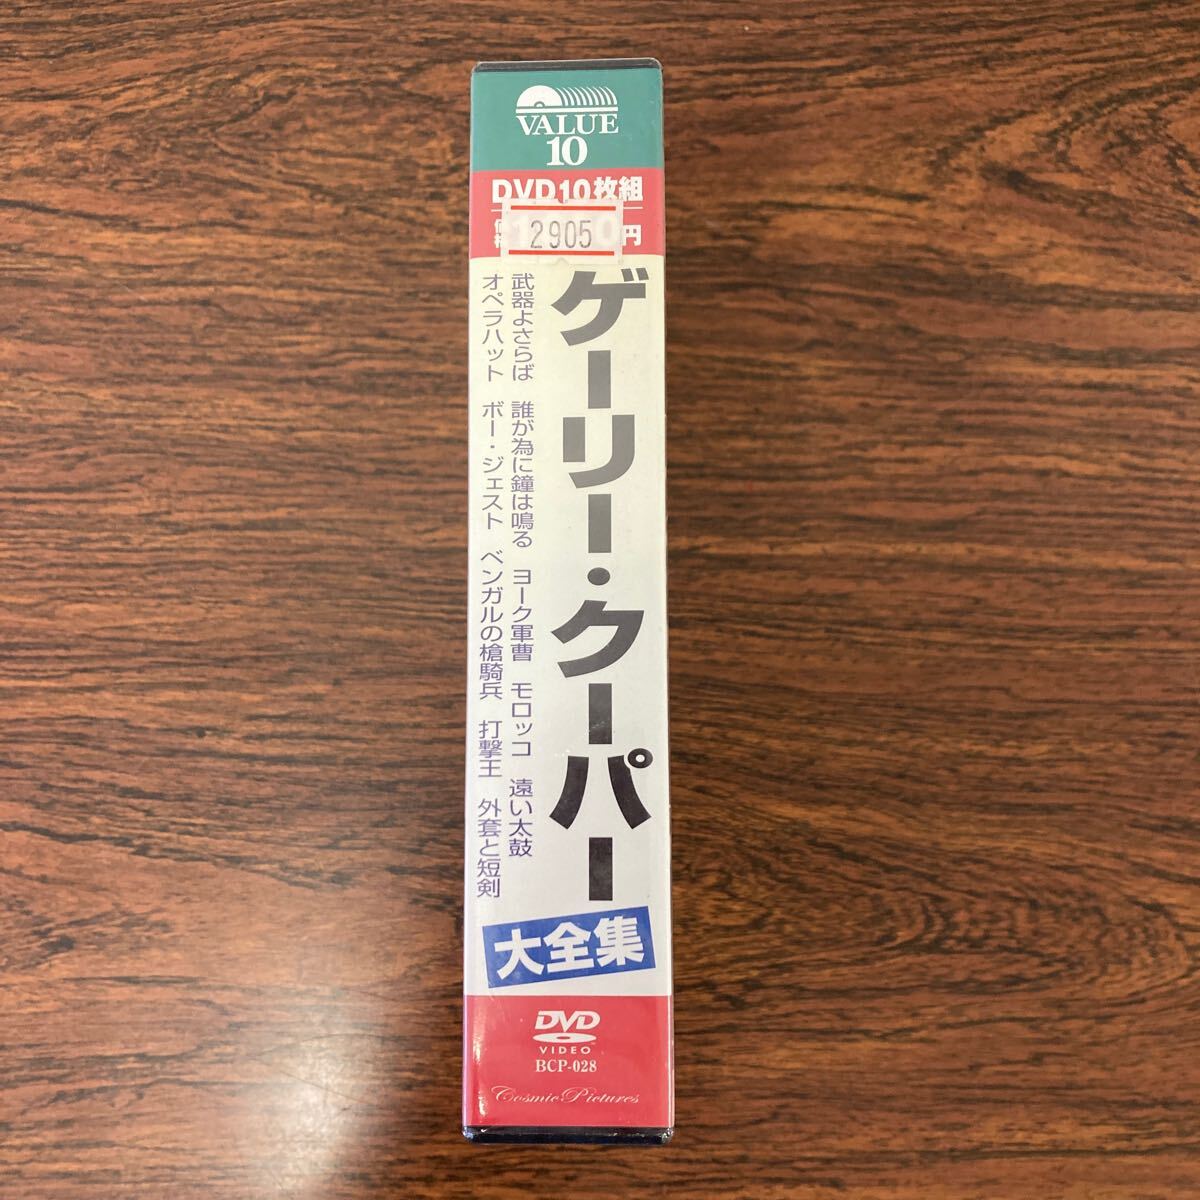 VALUE
10
DVD10枚組
2905
円
ゲーリー・クーパー
武器よさらば 誰が為に鐘は鳴る ヨーク軍曹 モロッコ 遠い太鼓
オペラハット ボー・ジェスト ベンガルの槍騎兵 打撃王 外套と短剣
大全集
DVD
VIDEO
BCP-028
Cosmic Pictures